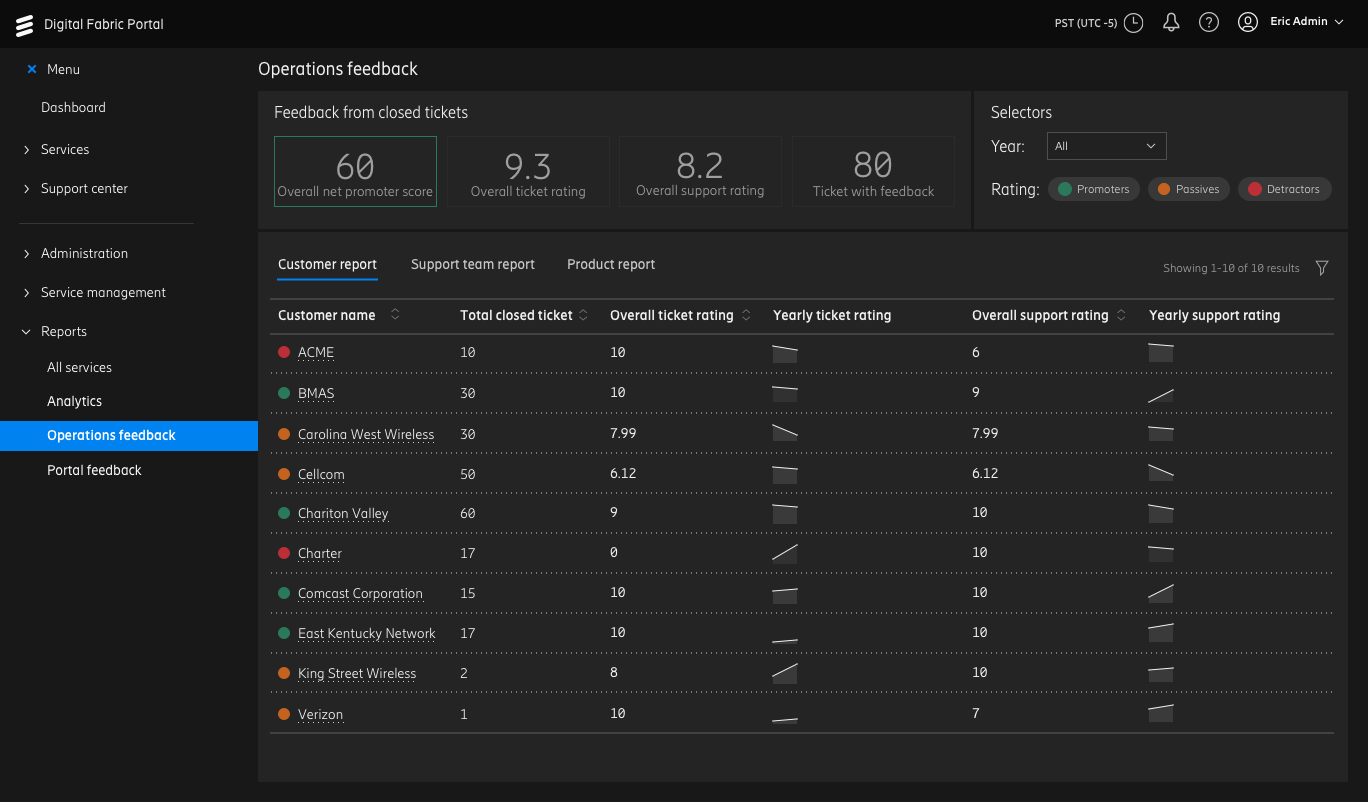 Digital Fabric Portal
PST (UTC -5)
Eric Admin
Menu
Dashboard
Services
Support center
Administration
Service management
Reports
All services
Analytics
Operations feedback
Portal feedback
Operations feedback
Feedback from closed tickets
60
Overall net promoter score
9.3
Overall ticket rating
8.2
Overall support rating
80
Ticket with feedback
Selectors
Year: All
Rating: Promoters Passives Detractors
Customer report Support team report Product report
Showing 1-10 of 10 results
Customer name Total closed ticket Overall ticket rating Yearly ticket rating Overall support rating Yearly support rating
ACME 10 10 6
BMAS 30 10 9
Carolina West Wireless 30 7.99 7.99
Cellcom 50 6.12 6.12
Chariton Valley 60 9 10
Charter 17 0 10
Comcast Corporation 15 10 10
East Kentucky Network 17 10 10
King Street Wireless 2 8 10
Verizon 1 10 7